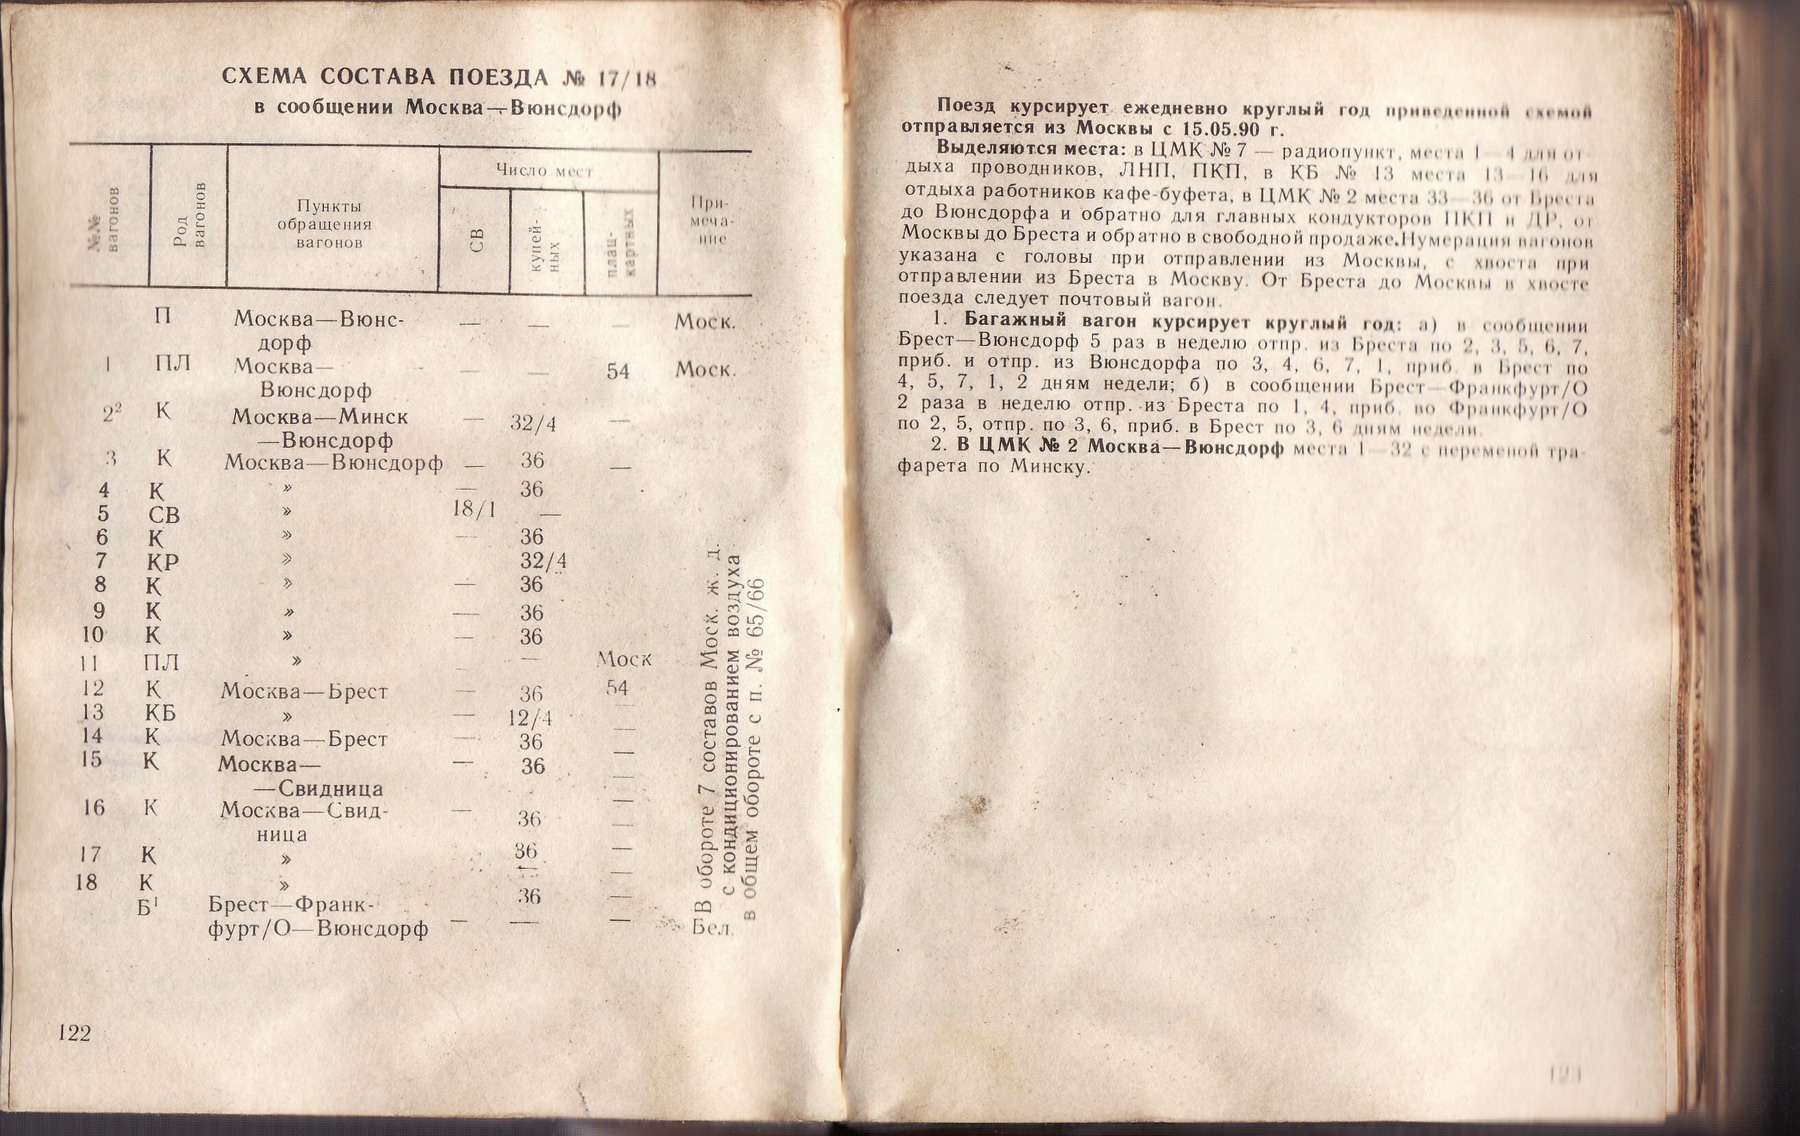 СХЕМА СОСТАВА ПОЕЗДА № 17/18
в сообщении Москва—Вюнсдорф
№№ вагонов
Род вагонов
Пункты обращения вагонов
Число мест
СВ
купей-
ных
плац-
картных
При-
меча-
ние
П Москва—Вюнс- — — — Моск.
дорф
1 ПЛ Москва— — — 54 Моск.
Вюнсдорф
2² К Москва—Минск — 32/4 —
—Вюнсдорф
3 К Москва—Вюнсдорф — 36 —
4 К » — 36
5 СВ » 18/1 —
6 К » — 36
7 КР » 32/4
8 К » — 36
9 К » — 36
10 К » — 36
11 ПЛ » — Моск
12 К Москва—Брест — 36 54
13 КБ » — 12/4 —
14 К Москва—Брест — 36 —
15 К Москва— — 36 —
—Свидница
16 К Москва—Свид- — 36 —
ница
17 К » 36 —
18 К » 36 —
Б¹ Брест—Франк-
фурт/О—Вюнсдорф — — — Бел.
В обороте 7 составов Моск. ж. д.
с кондиционированием воздуха
в общем обороте с п. № 65/66
122
Поезд курсирует ежедневно круглый год приведенной схемой
отправляется из Москвы с 15.05.90 г.
Выделяются места: в ЦМК № 7 — радиопункт, места 1—4 для от-
дыха проводников, ЛНП, ПКП, в КБ № 13 места 13—16 для
отдыха работников кафе-буфета, в ЦМК № 2 места 33—36 от Бреста
до Вюнсдорфа и обратно для главных кондукторов ПКП и ДР, от
Москвы до Бреста и обратно в свободной продаже. Нумерация вагонов
указана с головы при отправлении из Москвы, с хвоста при
отправлении из Бреста в Москву. От Бреста до Москвы в хвосте
поезда следует почтовый вагон.
1. Багажный вагон курсирует круглый год: а) в сообщении
Брест—Вюнсдорф 5 раз в неделю отпр. из Бреста по 2, 3, 5, 6, 7,
приб. и отпр. из Вюнсдорфа по 3, 4, 6, 7, 1, приб. в Брест по
4, 5, 7, 1, 2 дням недели; б) в сообщении Брест—Франкфурт/О
2 раза в неделю отпр. из Бреста по 1, 4, приб. во Франкфурт/О
по 2, 5, отпр. по 3, 6, приб. в Брест по 3, 6 дням недели.
2. В ЦМК № 2 Москва—Вюнсдорф места 1—32 с переменой тра-
фарета по Минску.
123